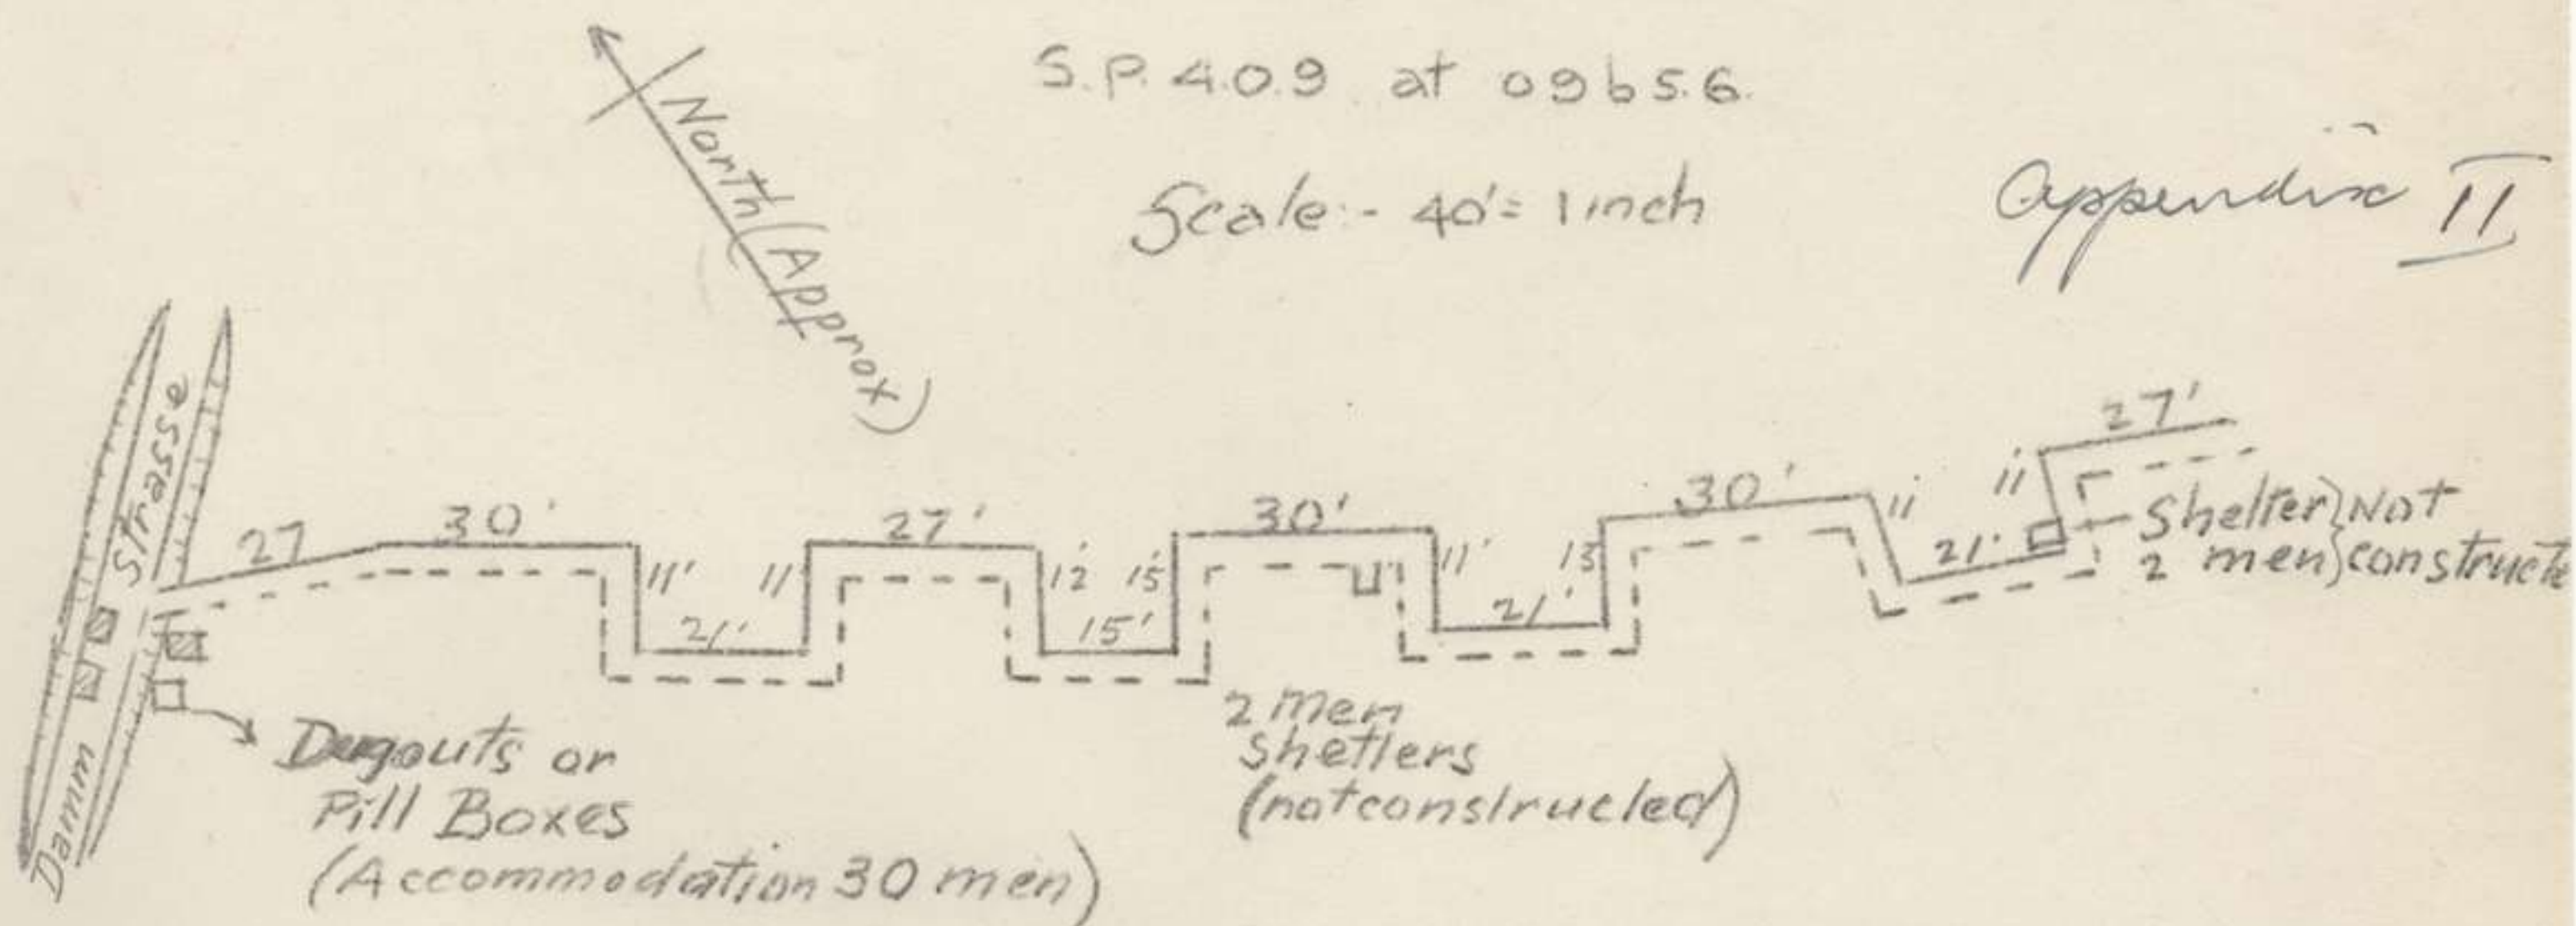 S.P. 4.0.9 at 09b5.6.
Scale:- 40'= 1 inch
Appendix II
North (Approx)
Damm Strasse
27
30'
11'
21'
11'
27'
12'
15'
15'
30'
11'
21'
13
30'
11
21'
11
27'
Shelter } Not
2 men } constructe
2 men
shetlers
(not constructed)
Dugouts or
Pill Boxes
(Accommodation 30 men)